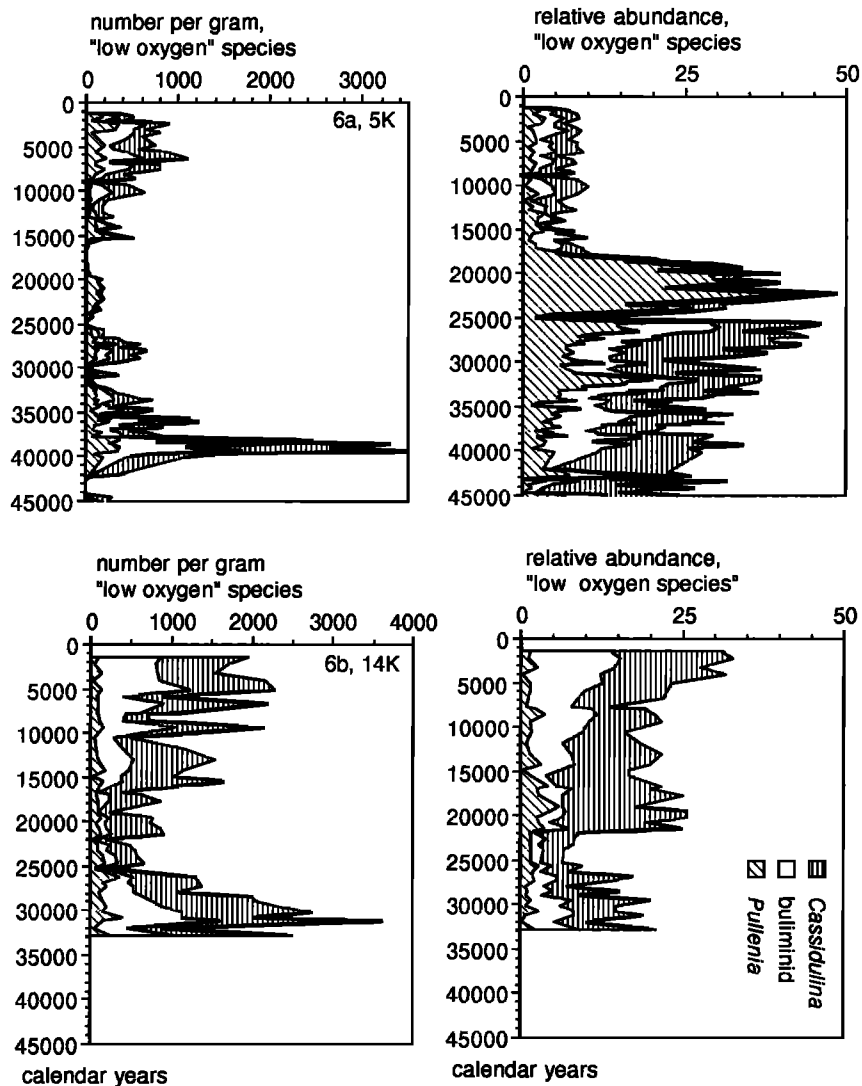 number per gram,
"low oxygen" species
0 1000 2000 3000
6a, 5K
0
5000
10000
15000
20000
25000
30000
35000
40000
45000
relative abundance,
"low oxygen" species
0 25 50
0
5000
10000
15000
20000
25000
30000
35000
40000
45000
number per gram
"low oxygen" species
0 1000 2000 3000 4000
6b, 14K
0
5000
10000
15000
20000
25000
30000
35000
40000
45000
calendar years
relative abundance,
"low oxygen species"
0 25 50
0
5000
10000
15000
20000
25000
30000
35000
40000
45000
Cassidulina
buliminid
Pullenia
calendar years